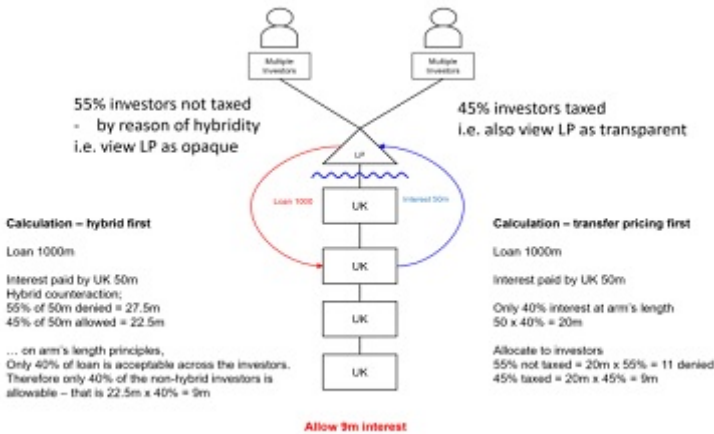 Multiple
Investors
Multiple
Investors
55% investors not taxed
- by reason of hybridity
i.e. view LP as opaque
45% investors taxed
i.e. also view LP as transparent
LP
Loan 1000
Interest 50m
UK
UK
UK
UK
Calculation – hybrid first
Loan 1000m
Interest paid by UK 50m
Hybrid counteraction;
55% of 50m denied = 27.5m
45% of 50m allowed = 22.5m
... on arm's length principles,
Only 40% of loan is acceptable across the investors.
Therefore only 40% of the non-hybrid investors is
allowable – that is 22.5m x 40% = 9m
Calculation – transfer pricing first
Loan 1000m
Interest paid by UK 50m
Only 40% interest at arm's length
50 x 40% = 20m
Allocate to investors
55% not taxed = 20m x 55% = 11 denied
45% taxed = 20m x 45% = 9m
Allow 9m interest